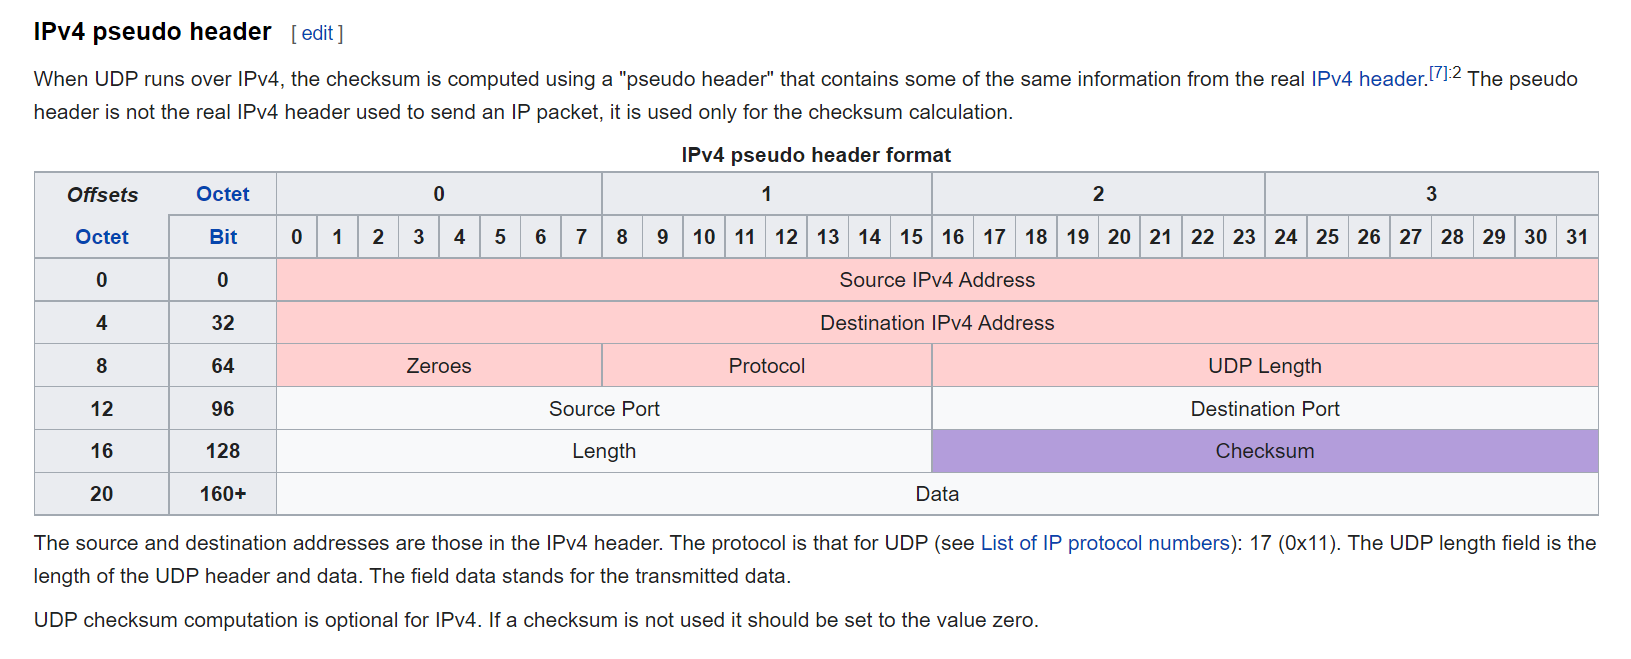 IPv4 pseudo header [ edit ]
When UDP runs over IPv4, the checksum is computed using a "pseudo header" that contains some of the same information from the real IPv4 header.[7]:2 The pseudo
header is not the real IPv4 header used to send an IP packet, it is used only for the checksum calculation.
IPv4 pseudo header format
Offsets Octet 0 1 2 3
Octet Bit 0 1 2 3 4 5 6 7 8 9 10 11 12 13 14 15 16 17 18 19 20 21 22 23 24 25 26 27 28 29 30 31
0 0 Source IPv4 Address
4 32 Destination IPv4 Address
8 64 Zeroes Protocol UDP Length
12 96 Source Port Destination Port
16 128 Length Checksum
20 160+ Data
The source and destination addresses are those in the IPv4 header. The protocol is that for UDP (see List of IP protocol numbers): 17 (0x11). The UDP length field is the
length of the UDP header and data. The field data stands for the transmitted data.
UDP checksum computation is optional for IPv4. If a checksum is not used it should be set to the value zero.